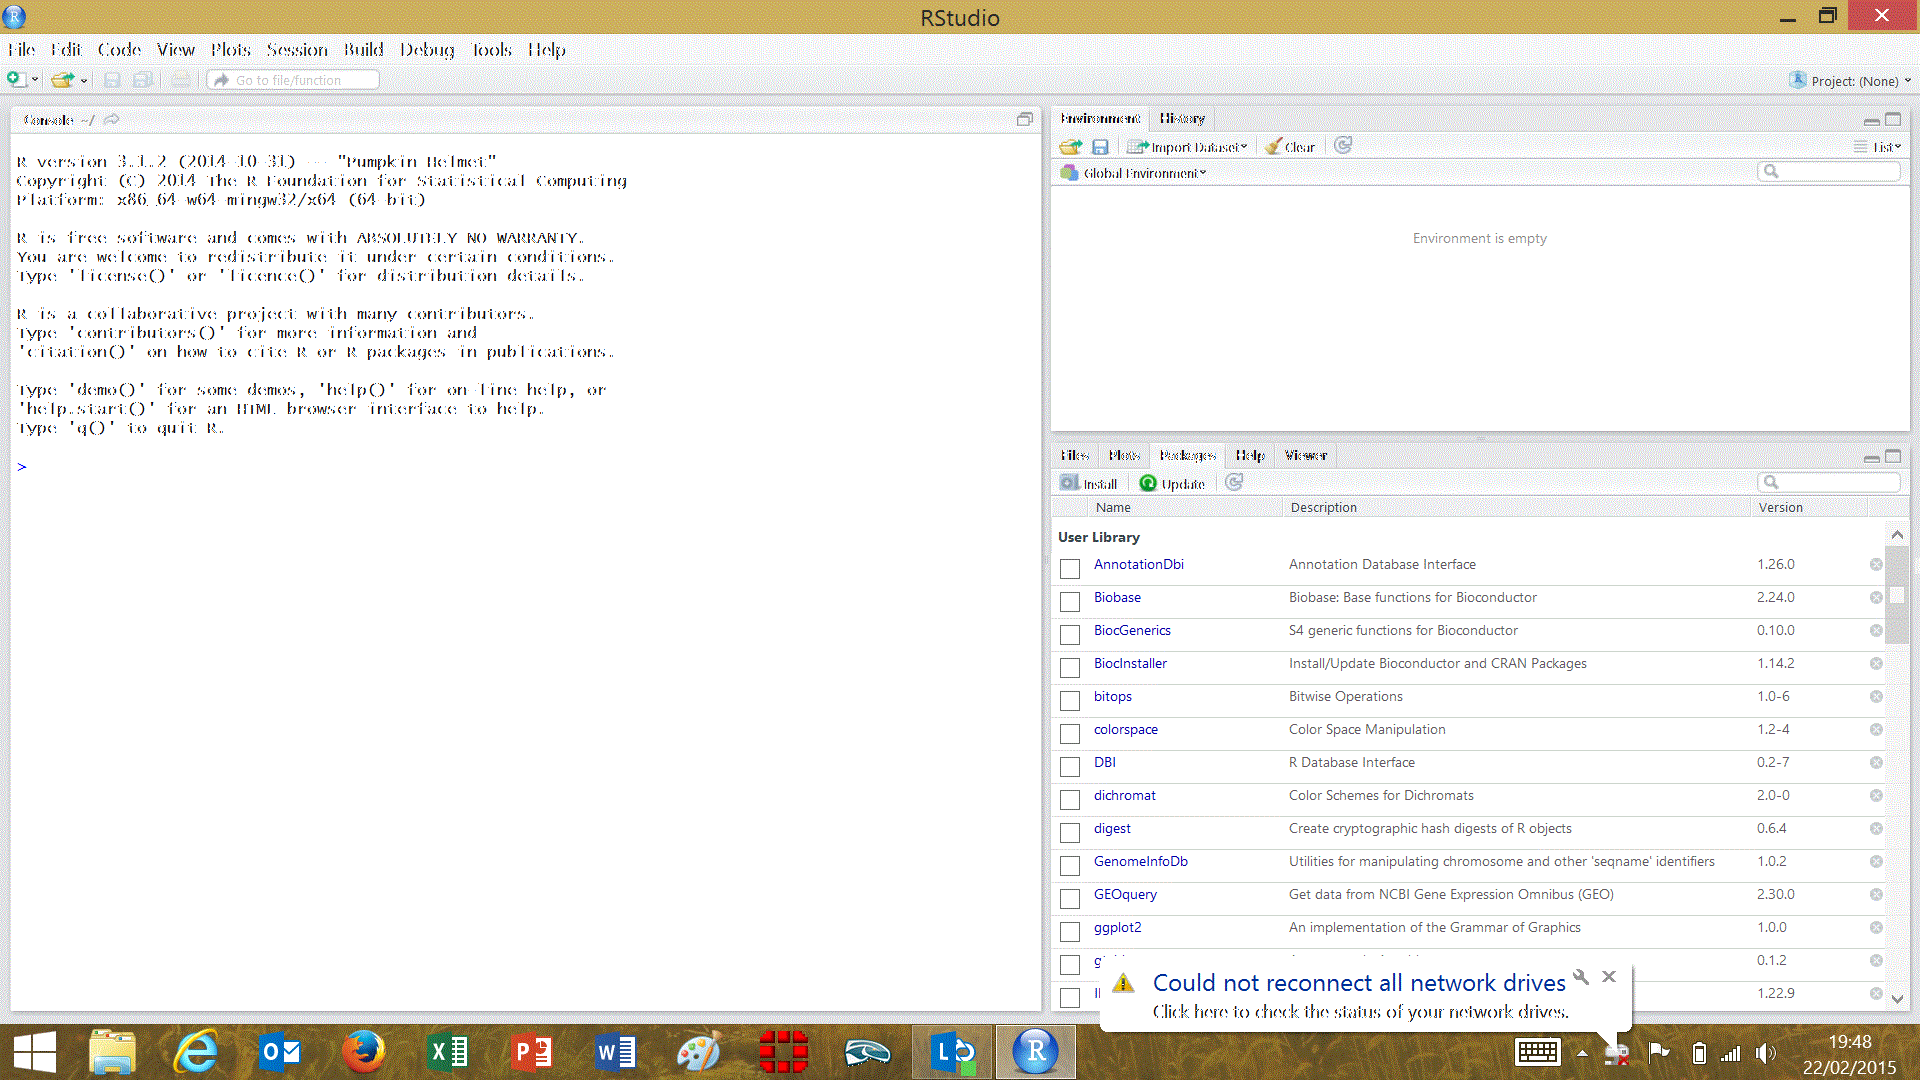 RStudio
File Edit Code View Plots Session Build Debug Tools Help
Go to file/function
Project: (None)
Console ~/
R version 3.1.2 (2014-10-31) -- "Pumpkin Helmet"
Copyright (C) 2014 The R Foundation for Statistical Computing
Platform: x86_64-w64-mingw32/x64 (64-bit)
R is free software and comes with ABSOLUTELY NO WARRANTY.
You are welcome to redistribute it under certain conditions.
Type 'license()' or 'licence()' for distribution details.
R is a collaborative project with many contributors.
Type 'contributors()' for more information and
'citation()' on how to cite R or R packages in publications.
Type 'demo()' for some demos, 'help()' for on-line help, or
'help.start()' for an HTML browser interface to help.
Type 'q()' to quit R.
>
Environment History
Import Dataset Clear List
Global Environment
Environment is empty
Files Plots Packages Help Viewer
Install Update
Name Description Version
User Library
AnnotationDbi Annotation Database Interface 1.26.0
Biobase Biobase: Base functions for Bioconductor 2.24.0
BiocGenerics S4 generic functions for Bioconductor 0.10.0
BiocInstaller Install/Update Bioconductor and CRAN Packages 1.14.2
bitops Bitwise Operations 1.0-6
colorspace Color Space Manipulation 1.2-4
DBI R Database Interface 0.2-7
dichromat Color Schemes for Dichromats 2.0-0
digest Create cryptographic hash digests of R objects 0.6.4
GenomeInfoDb Utilities for manipulating chromosome and other 'seqname' identifiers 1.0.2
GEOquery Get data from NCBI Gene Expression Omnibus (GEO) 2.30.0
ggplot2 An implementation of the Grammar of Graphics 1.0.0
0.1.2
1.22.9
Could not reconnect all network drives
Click here to check the status of your network drives.
19:48
22/02/2015